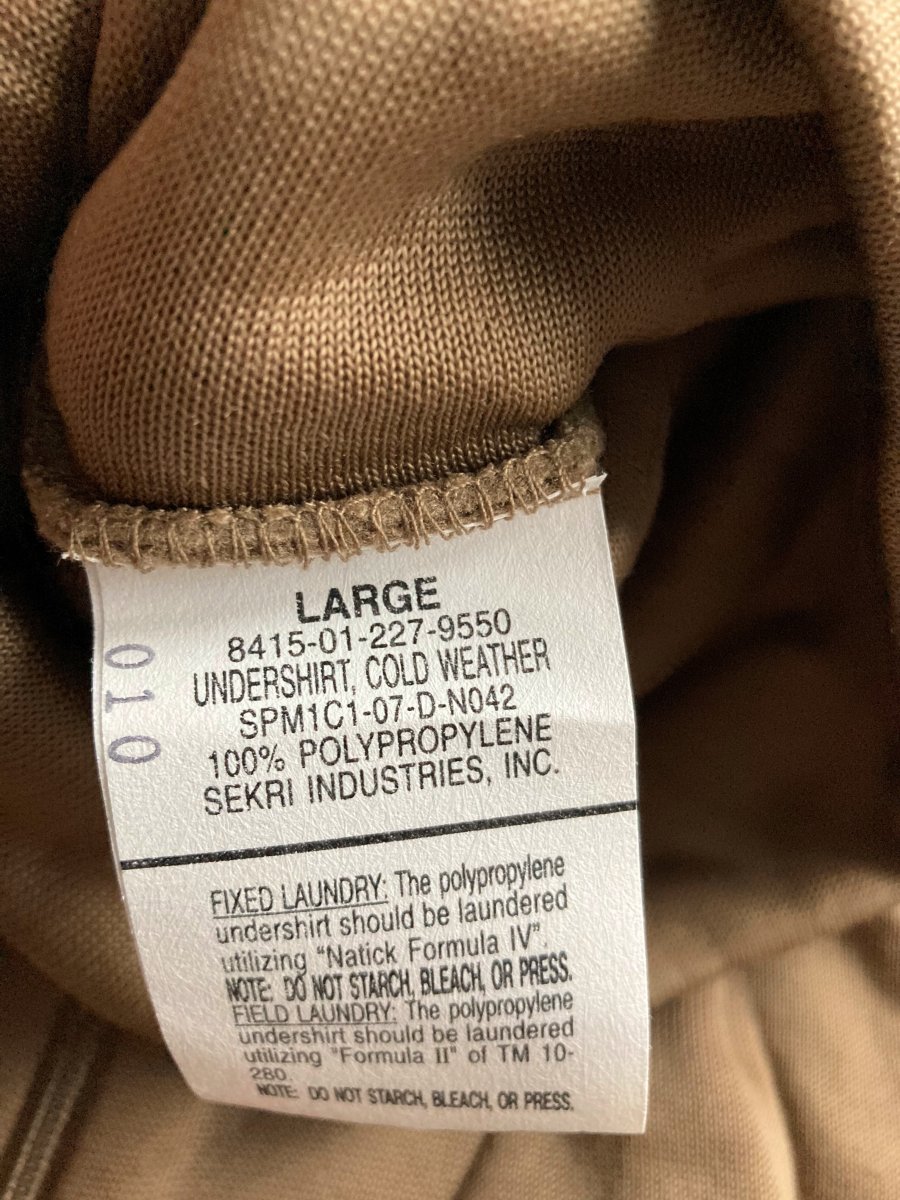 LARGE
8415-01-227-9550
UNDERSHIRT, COLD WEATHER
SPM1C1-07-D-N042
100% POLYPROPYLENE
SEKRI INDUSTRIES, INC.
010
FIXED LAUNDRY: The polypropylene
undershirt should be laundered
utilizing "Natick Formula IV".
NOTE: DO NOT STARCH, BLEACH, OR PRESS.
FIELD LAUNDRY: The polypropylene
undershirt should be laundered
utilizing "Formula II" of TM 10-
280.
NOTE: DO NOT STARCH, BLEACH, OR PRESS.